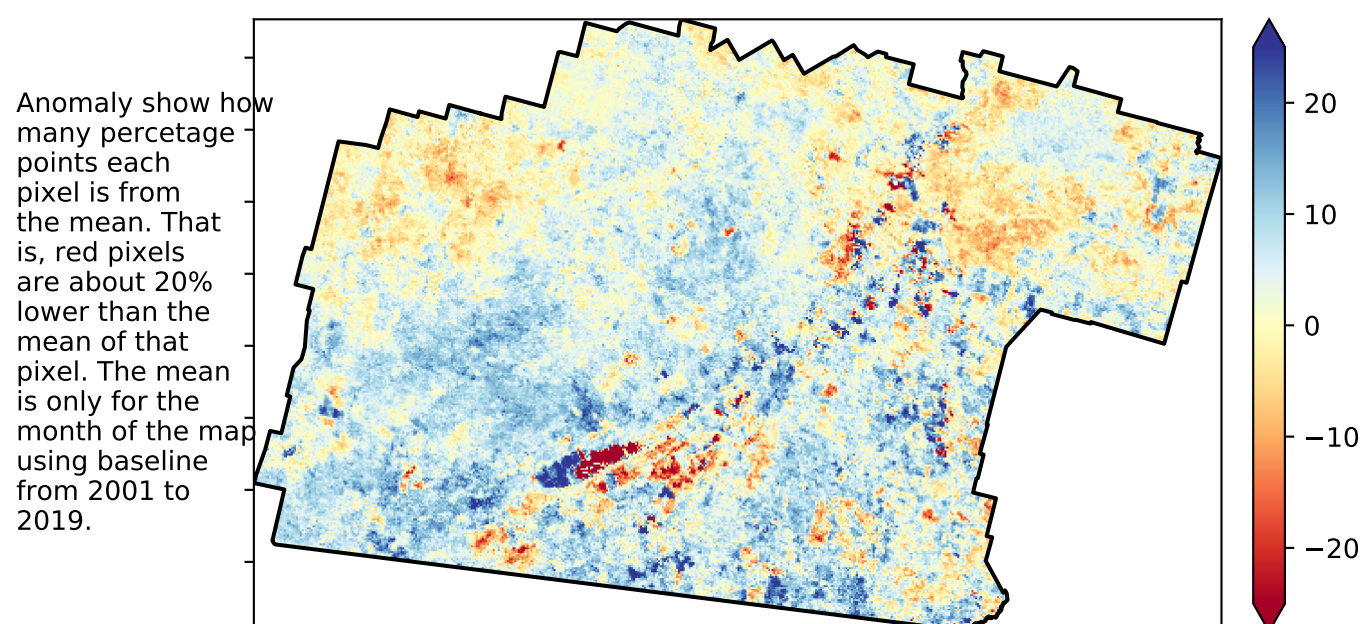 Anomaly show how
many percetage
points each
pixel is from
the mean. That
is, red pixels
are about 20%
lower than the
mean of that
pixel. The mean
is only for the
month of the map
using baseline
from 2001 to
2019.
20
10
0
−10
−20